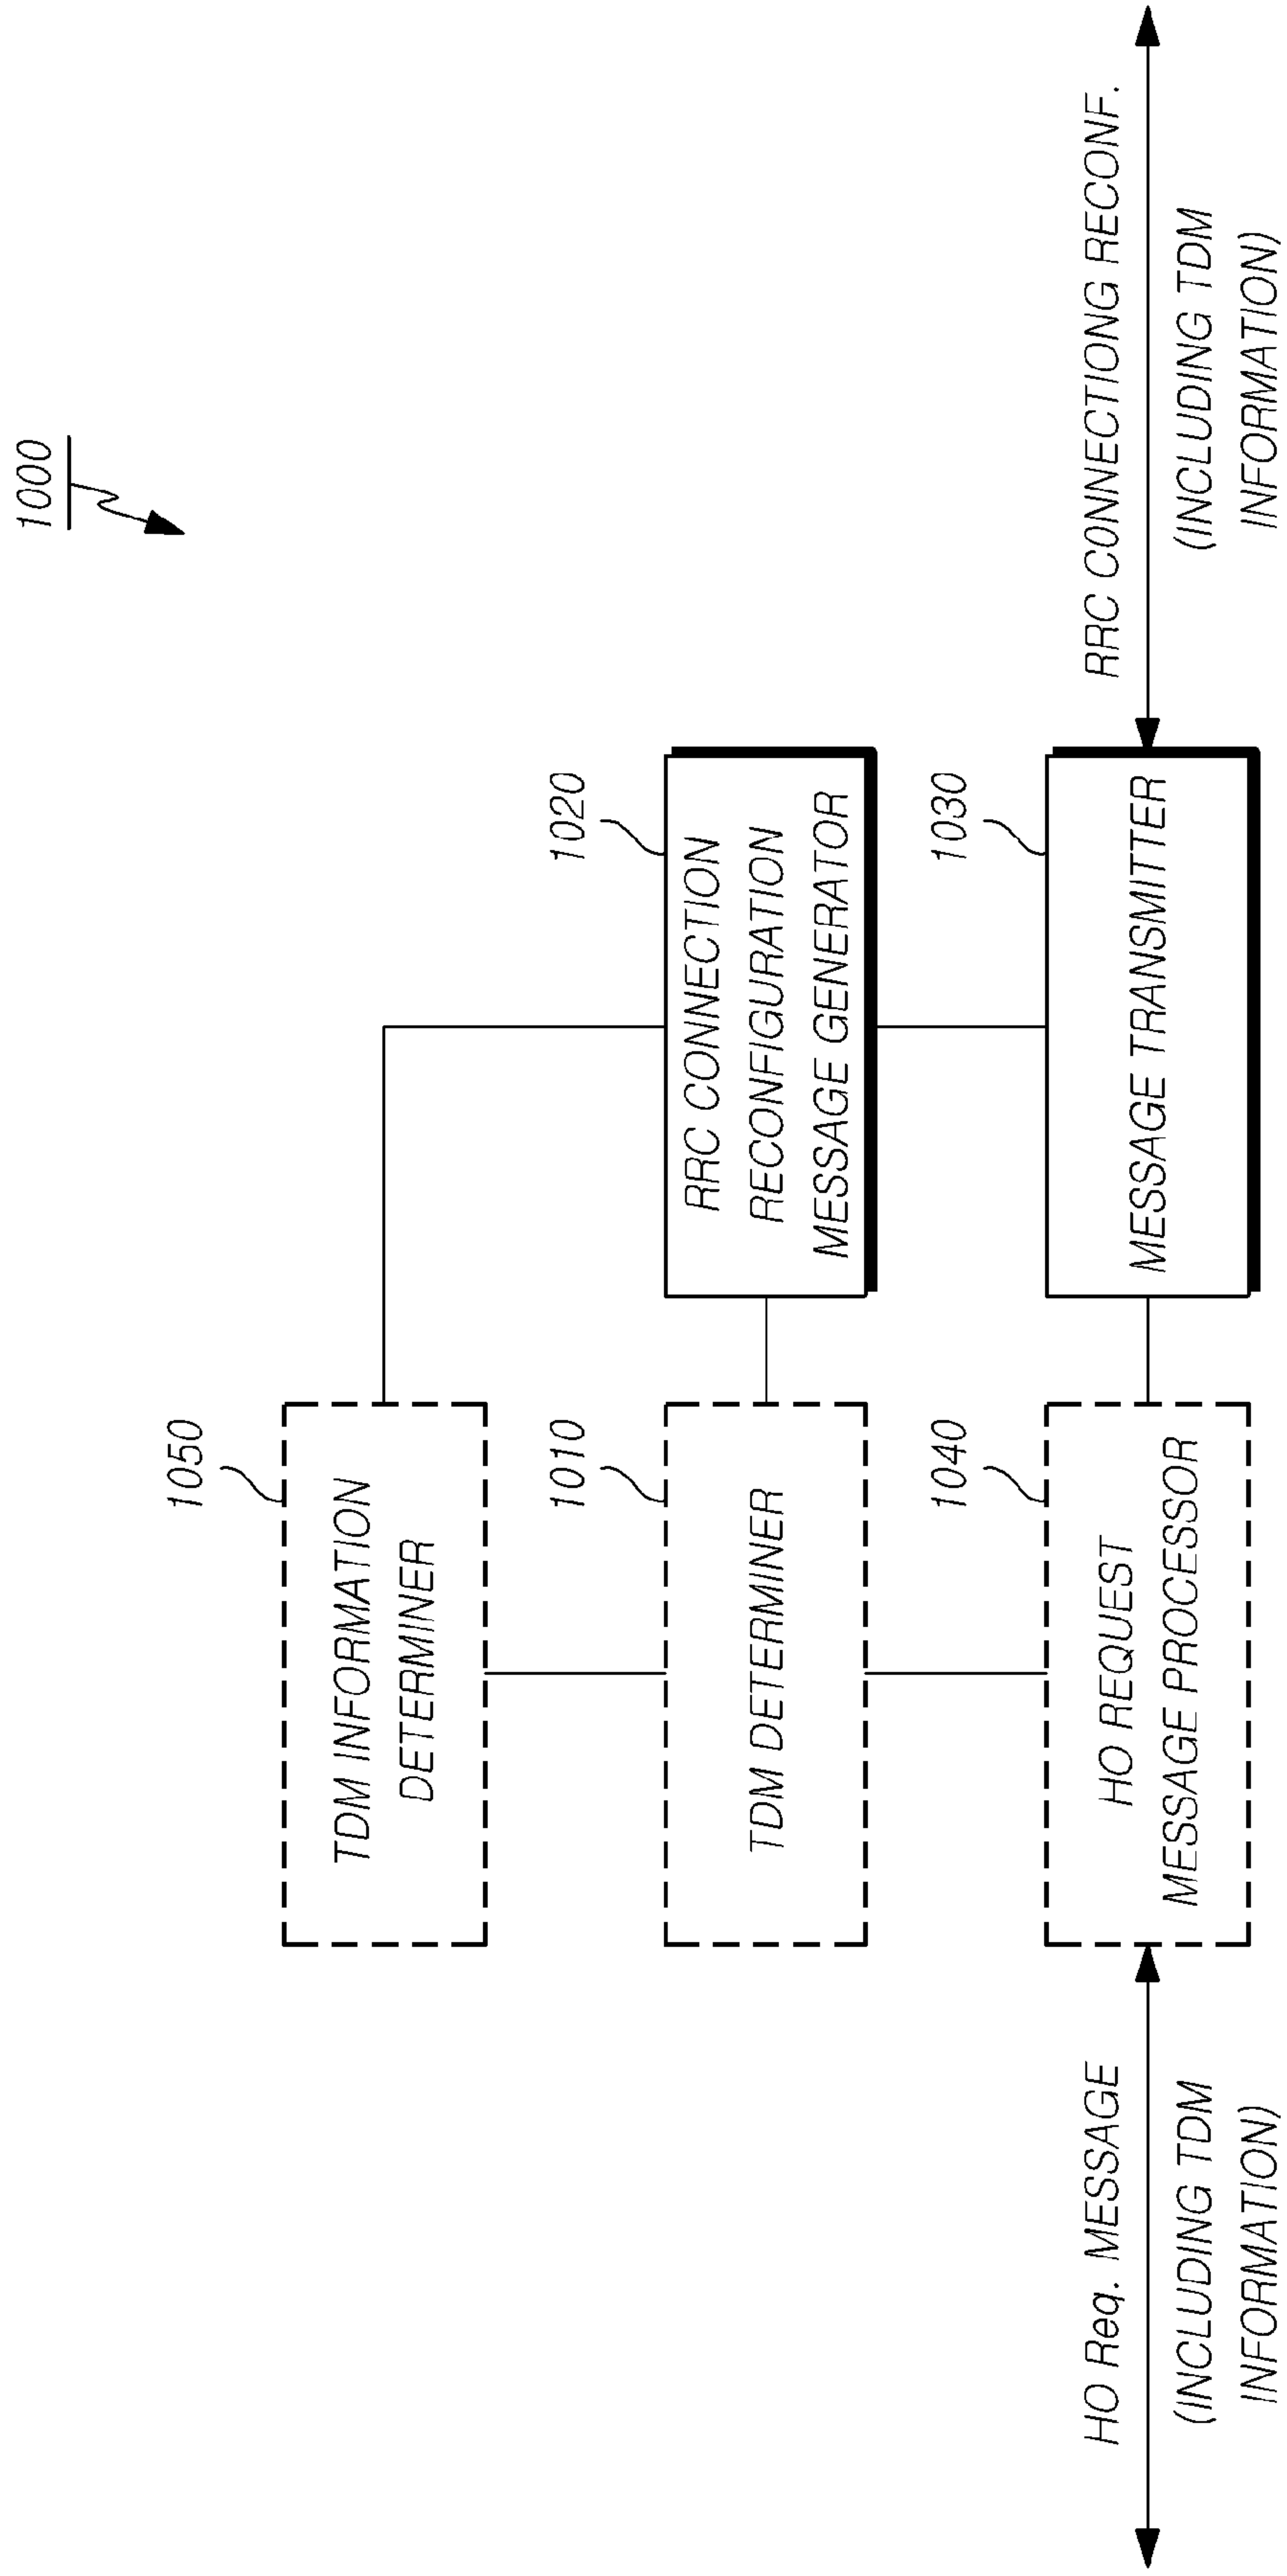 1000
1050
TDM INFORMATION
DETERMINER
1010
TDM DETERMINER
1020
RRC CONNECTION
RECONFIGURATION
MESSAGE GENERATOR
HO Req. MESSAGE
(INCLUDING TDM
INFORMATION)
1040
HO REQUEST
MESSAGE PROCESSOR
1030
MESSAGE TRANSMITTER
RRC CONNECTIONG RECONF.
(INCLUDING TDM
INFORMATION)